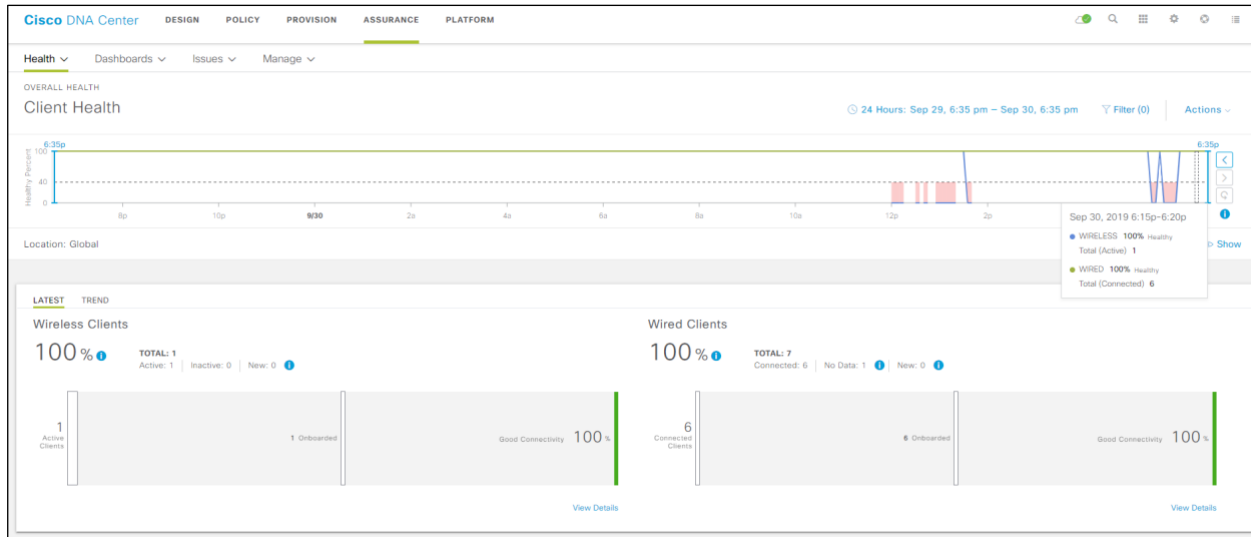 Cisco DNA Center DESIGN POLICY PROVISION ASSURANCE PLATFORM
Health Dashboards Issues Manage
OVERALL HEALTH
Client Health
24 Hours: Sep 29, 6:35 pm – Sep 30, 6:35 pm Filter (0) Actions
6:35p 6:35p
Healthy Percent
100
40
0
8p 10p 9/30 2a 4a 6a 8a 10a 12p 2p
Sep 30, 2019 6:15p-6:20p
WIRELESS 100% Healthy
Total (Active) 1
WIRED 100% Healthy
Total (Connected) 6
Location: Global
Show
LATEST TREND
Wireless Clients
100 %
TOTAL: 1
Active: 1 Inactive: 0 New: 0
1
Active
Clients
1 Onboarded
Good Connectivity 100 %
View Details
Wired Clients
100 %
TOTAL: 7
Connected: 6 No Data: 1 New: 0
6
Connected
Clients
6 Onboarded
Good Connectivity 100 %
View Details